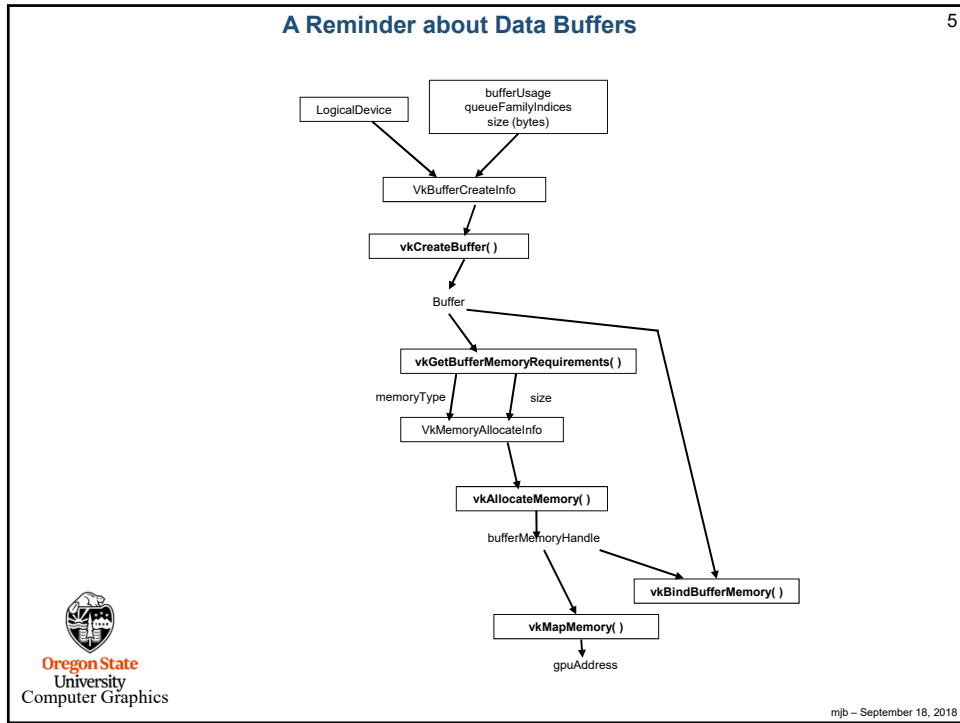 A Reminder about Data Buffers
5
LogicalDevice
bufferUsage
queueFamilyIndices
size (bytes)
VkBufferCreateInfo
vkCreateBuffer( )
Buffer
vkGetBufferMemoryRequirements( )
memoryType
size
VkMemoryAllocateInfo
vkAllocateMemory( )
bufferMemoryHandle
vkBindBufferMemory( )
vkMapMemory( )
gpuAddress
Oregon State
University
Computer Graphics
mjb – September 18, 2018